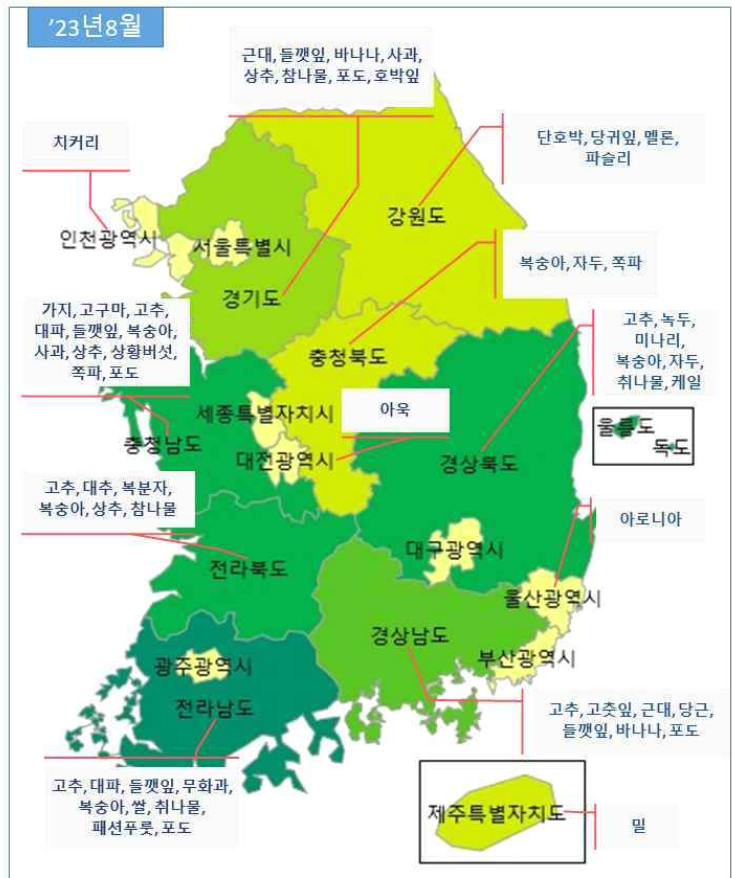 '23년8월
근대, 들깻잎, 바나나, 사과,
상추, 참나물, 포도, 호박잎
치커리
단호박, 당귀잎, 멜론,
파슬리
강원도
인천광역시
서울특별시
경기도
복숭아, 자두, 쪽파
가지, 고구마, 고추,
대파, 들깻잎, 복숭아,
사과, 상추, 상황버섯,
쪽파, 포도
고추, 녹두,
미나리,
복숭아, 자두,
취나물, 케일
충청북도
세종특별자치시
아욱
울릉도
독도
충청남도
대전광역시
경상북도
고추, 대추, 복분자,
복숭아, 상추, 참나물
아로니아
대구광역시
전라북도
울산광역시
경상남도
부산광역시
광주광역시
전라남도
고추, 고춧잎, 근대, 당근,
들깻잎, 바나나, 포도
고추, 대파, 들깻잎, 무화과,
복숭아, 쌀, 취나물,
패션푸룻, 포도
제주특별자치도
밀